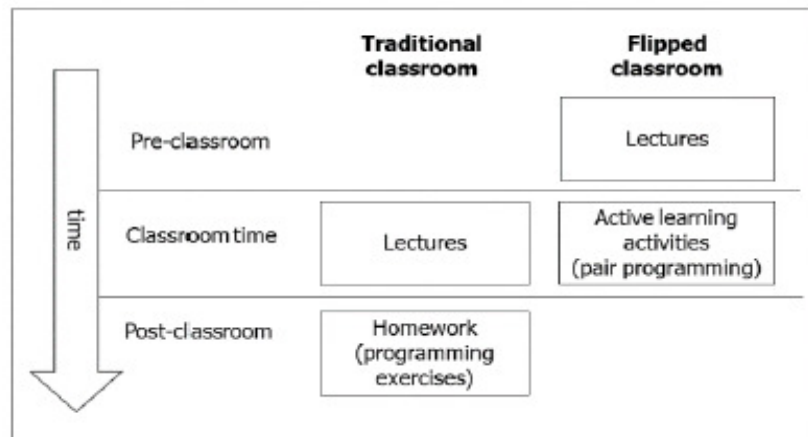 Traditional
classroom
Flipped
classroom
Pre-classroom
Lectures
time
Classroom time
Lectures
Active learning
activities
(pair programming)
Post-classroom
Homework
(programming
exercises)